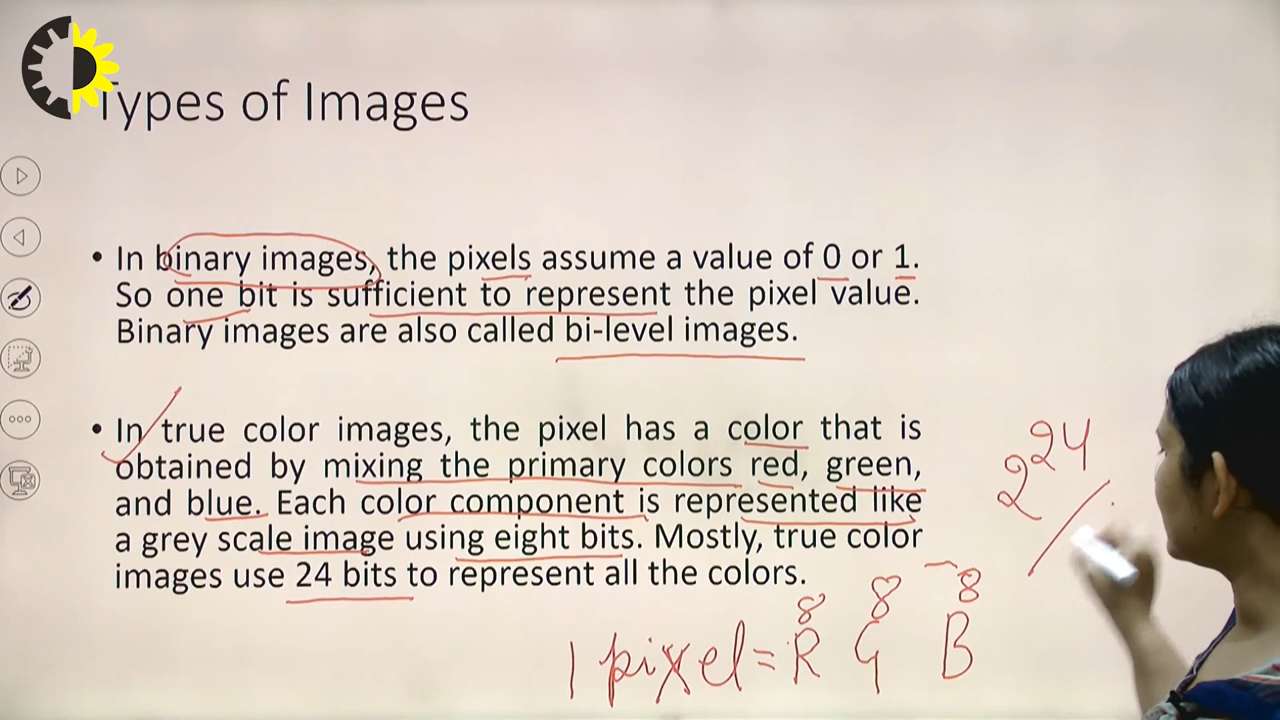 Types of Images
• In binary images, the pixels assume a value of 0 or 1.
So one bit is sufficient to represent the pixel value.
Binary images are also called bi-level images.
• In true color images, the pixel has a color that is
obtained by mixing the primary colors red, green,
and blue. Each color component is represented like
a grey scale image using eight bits. Mostly, true color
images use 24 bits to represent all the colors.
2^24
8 8 8
1 pixel = R G B